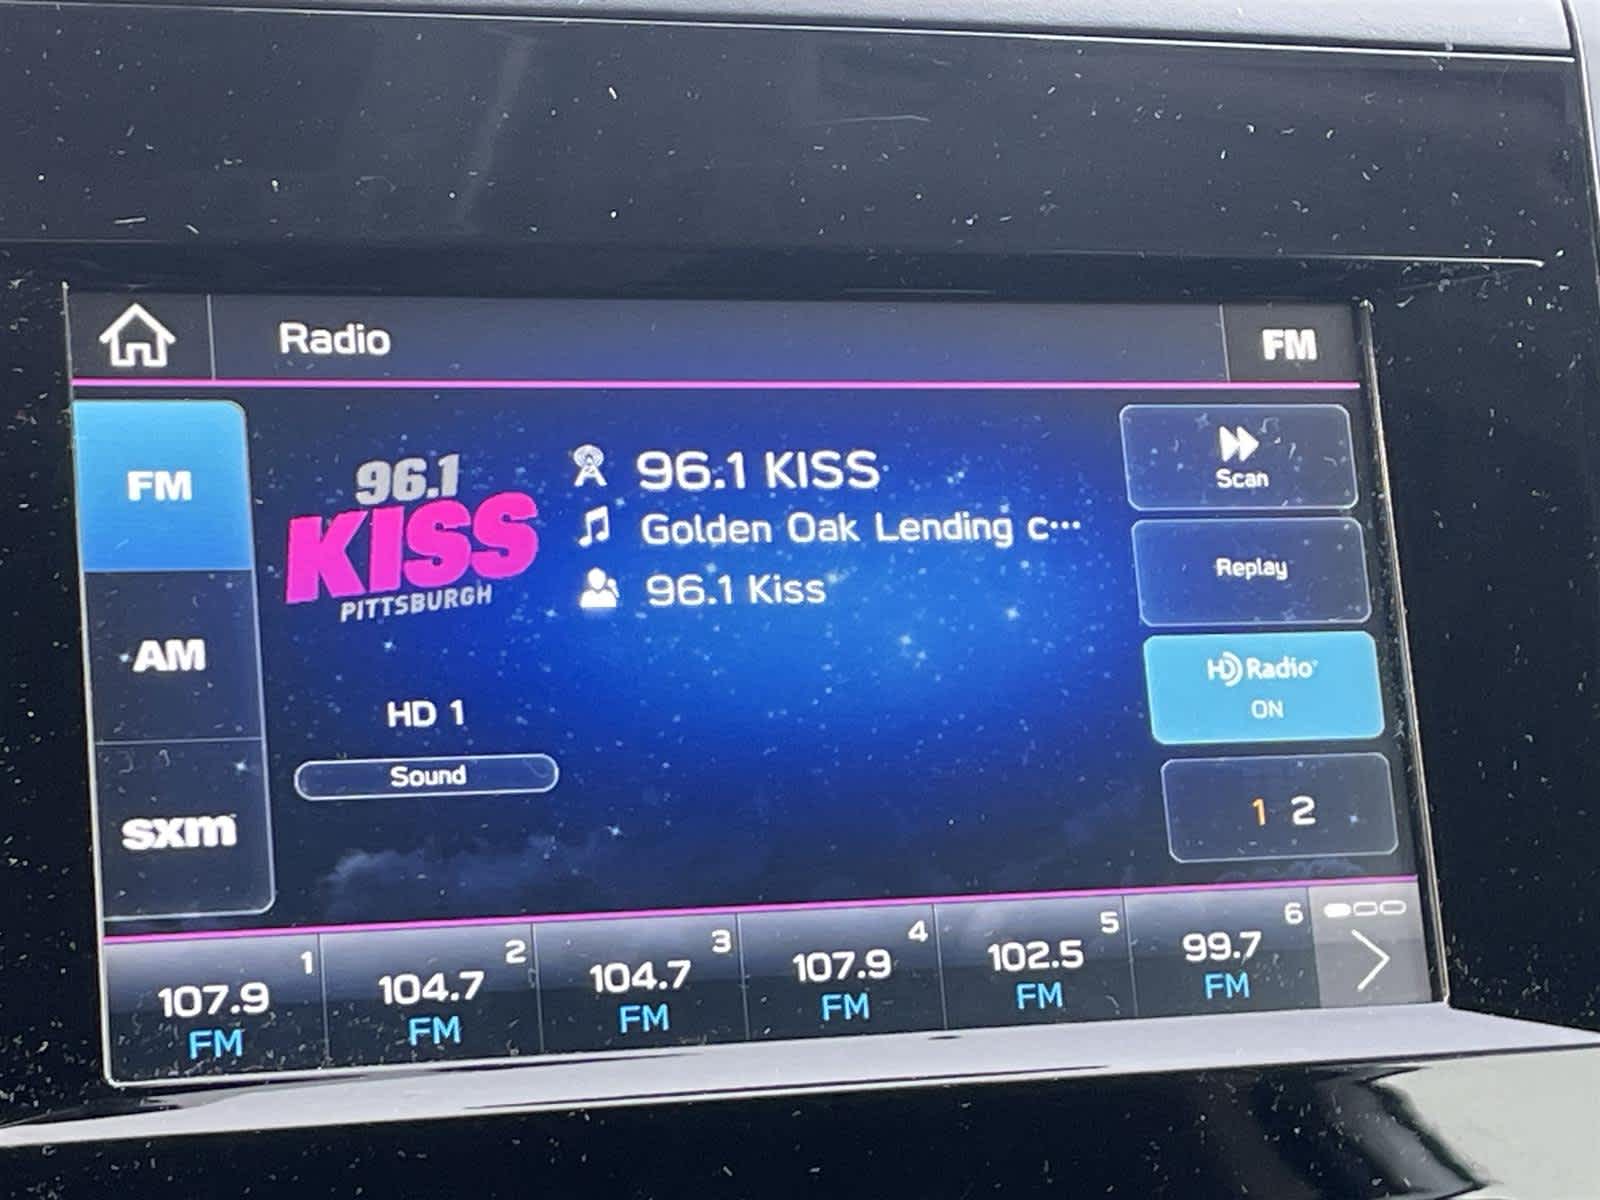 Radio
FM
FM
AM
sxm
96.1
KISS
PITTSBURGH
96.1 KISS
Golden Oak Lending c...
96.1 Kiss
HD 1
Sound
Scan
Replay
HD Radio
ON
1 2
1
107.9
FM
2
104.7
FM
3
104.7
FM
4
107.9
FM
5
102.5
FM
6
99.7
FM